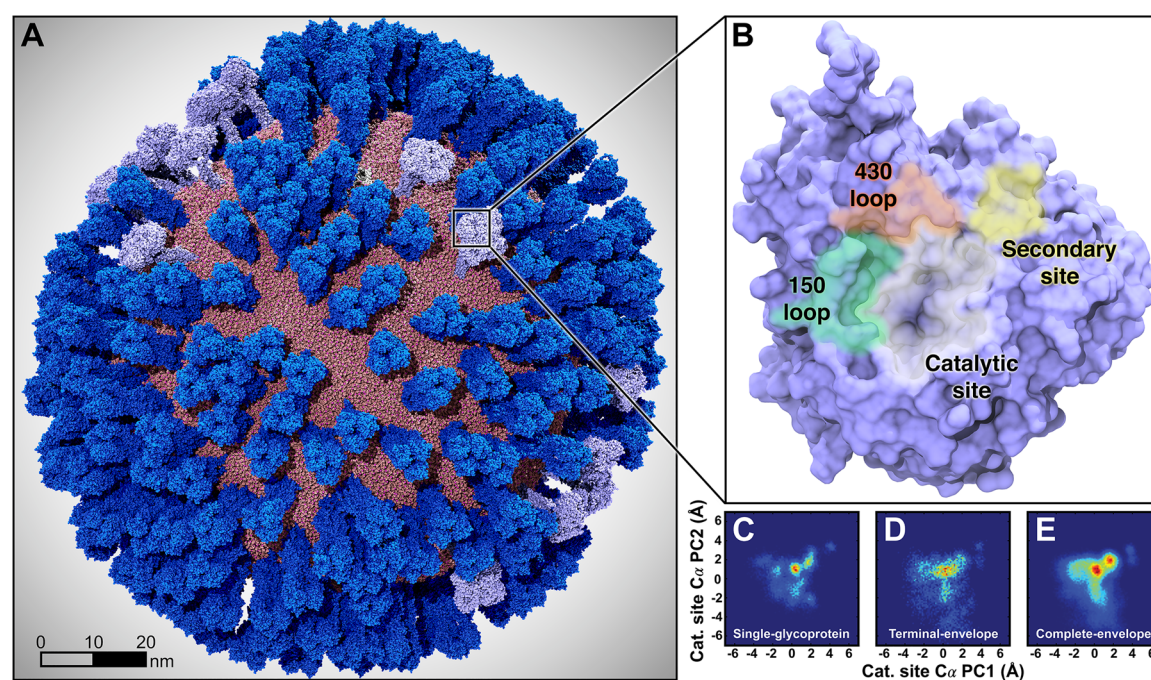 A
B
430
loop
150
loop
Secondary
site
Catalytic
site
0 10 20
nm
Cat. site Cα PC2 (Å)
6
4
2
0
-2
-4
-6
C
Single-glycoprotein
D
Terminal-envelope
E
Complete-envelope
-6 -4 -2 0 2 4 6
-6 -4 -2 0 2 4 6
-6 -4 -2 0 2 4 6
Cat. site Cα PC1 (Å)